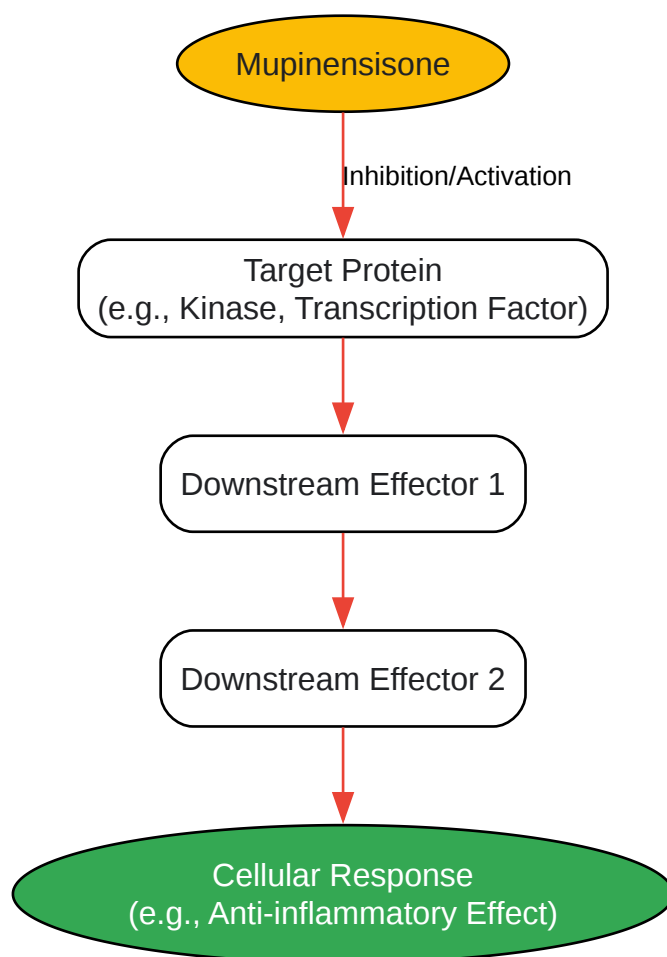 Mupinensisone
Inhibition/Activation
Target Protein
(e.g., Kinase, Transcription Factor)
Downstream Effector 1
Downstream Effector 2
Cellular Response
(e.g., Anti-inflammatory Effect)